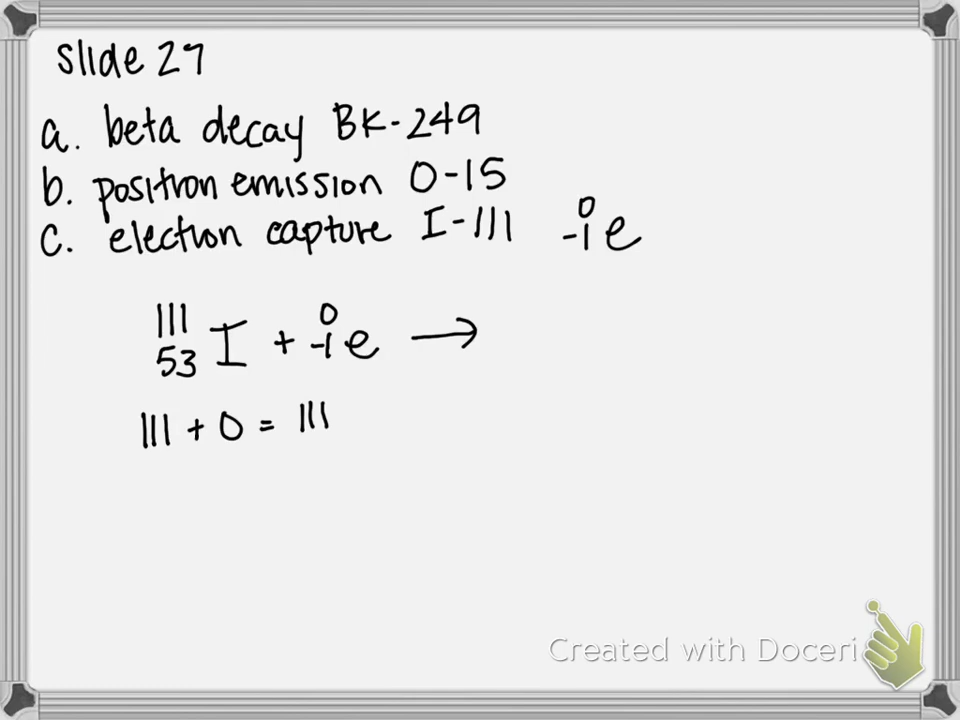 Slide 27
a. beta decay BK-249
b. positron emission O-15
c. electron capture I-111 0 -1 e
111 53 I + 0 -1 e →
111 + 0 = 111
Created with Doceri